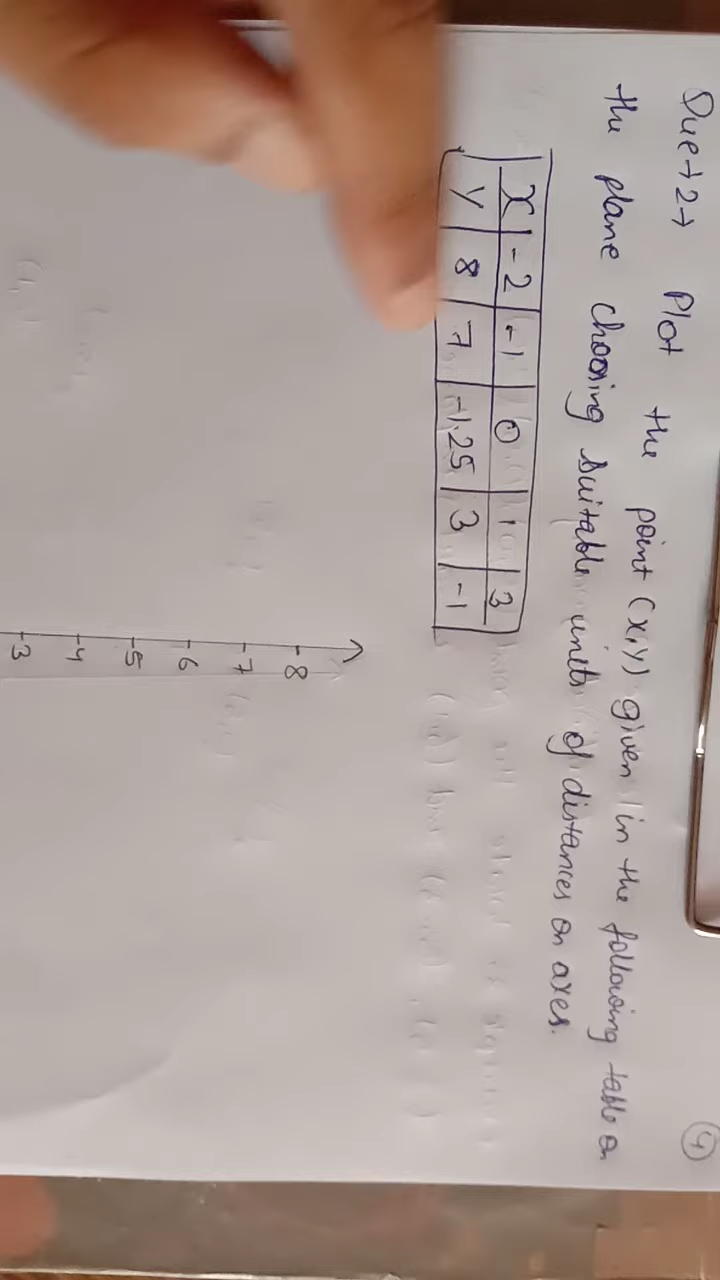 4
Que→2→ Plot the point (x,y) given in the following table on
the plane choosing suitable units of distances on axes.
x -2 -1 0 1 3
y 8 7 -1.25 3 -1
8
7
6
5
4
3